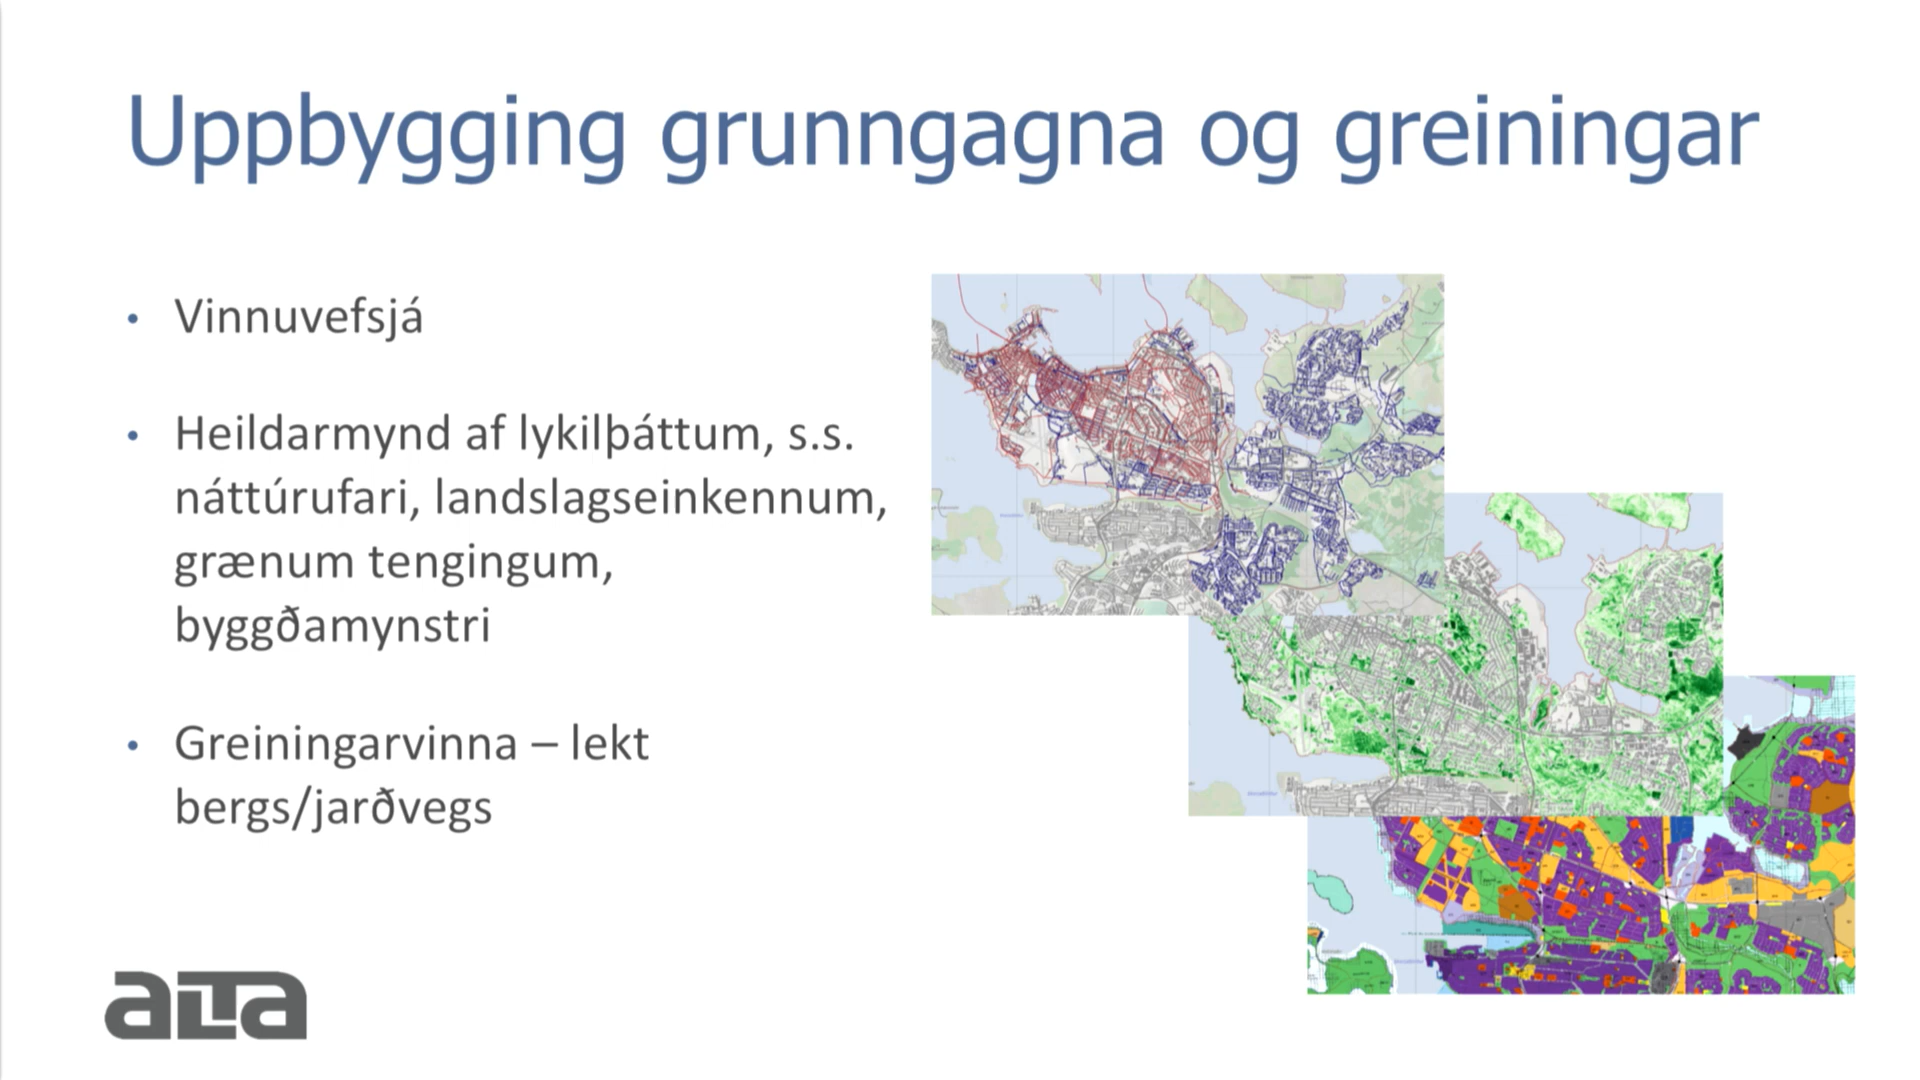 Uppbygging grunngagna og greiningar
• Vinnuvefsjá
• Heildarmynd af lykilþáttum, s.s.
náttúrufari, landslagseinkennum,
grænum tengingum,
byggðamynstri
• Greiningarvinna – lekt
bergs/jarðvegs
aLTa